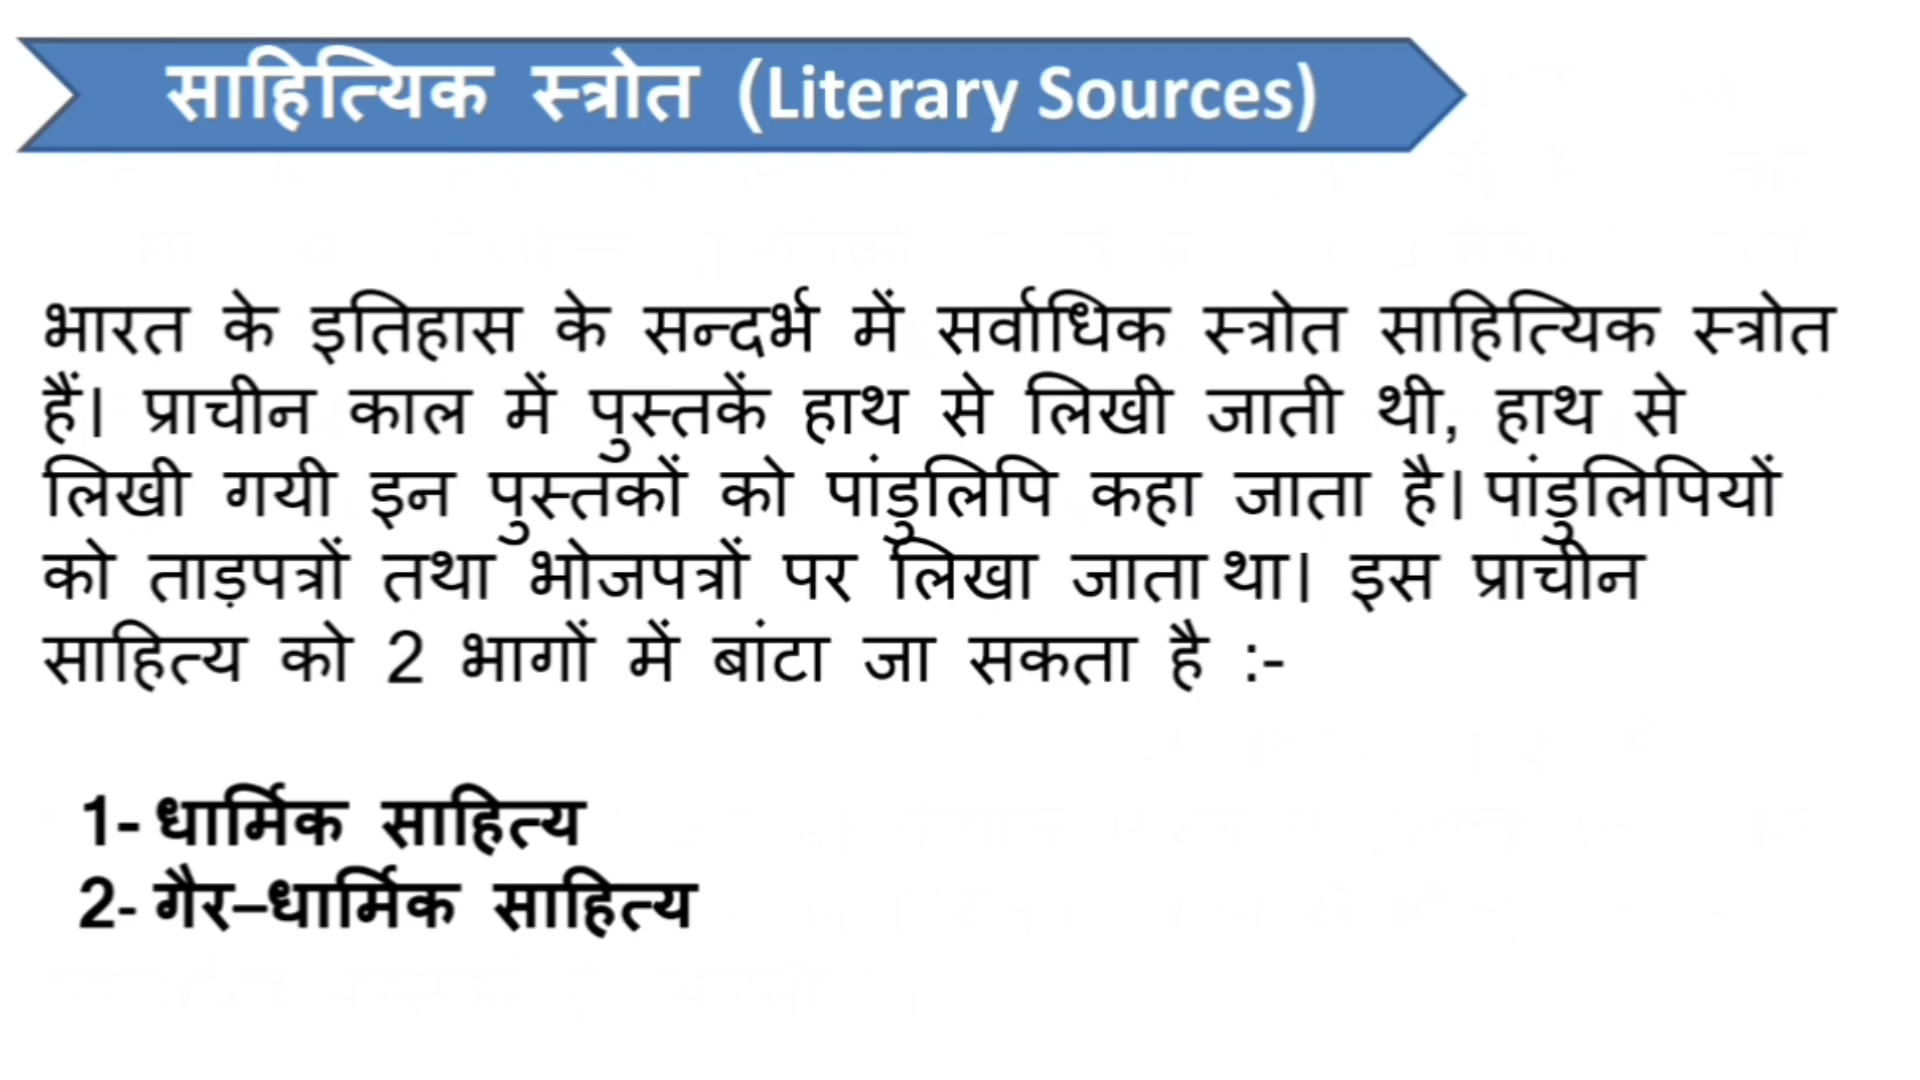 साहित्यिक स्त्रोत (Literary Sources)
भारत के इतिहास के सन्दर्भ में सर्वाधिक स्त्रोत साहित्यिक स्त्रोत
हैं। प्राचीन काल में पुस्तकें हाथ से लिखी जाती थी, हाथ से
लिखी गयी इन पुस्तकों को पांडुलिपि कहा जाता है। पांडुलिपियों
को ताड़पत्रों तथा भोजपत्रों पर लिखा जाता था। इस प्राचीन
साहित्य को 2 भागों में बांटा जा सकता है :-
1- धार्मिक साहित्य
2- गैर–धार्मिक साहित्य